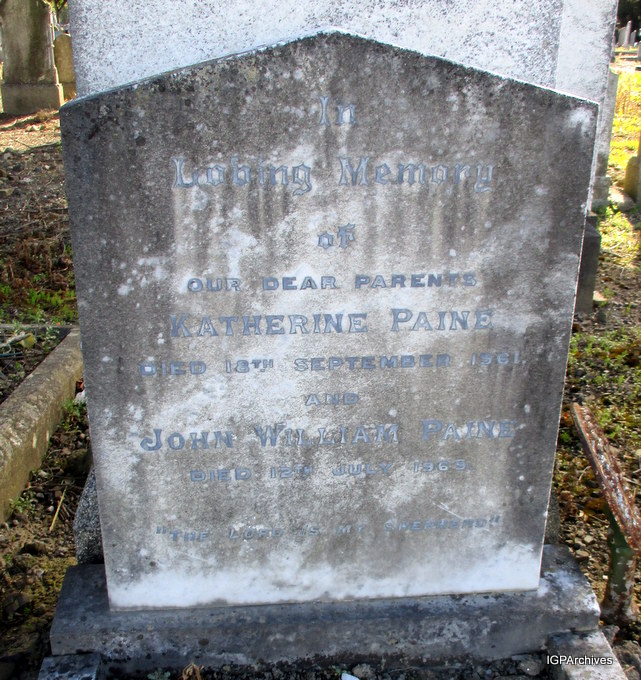 In
Loving Memory
of
OUR DEAR PARENTS
KATHERINE PAINE
DIED 18TH SEPTEMBER 1961.
AND
JOHN WILLIAM PAINE
DIED 12TH JULY 1963
"THE LORD IS MY SHEPHERD"
IGPArchives